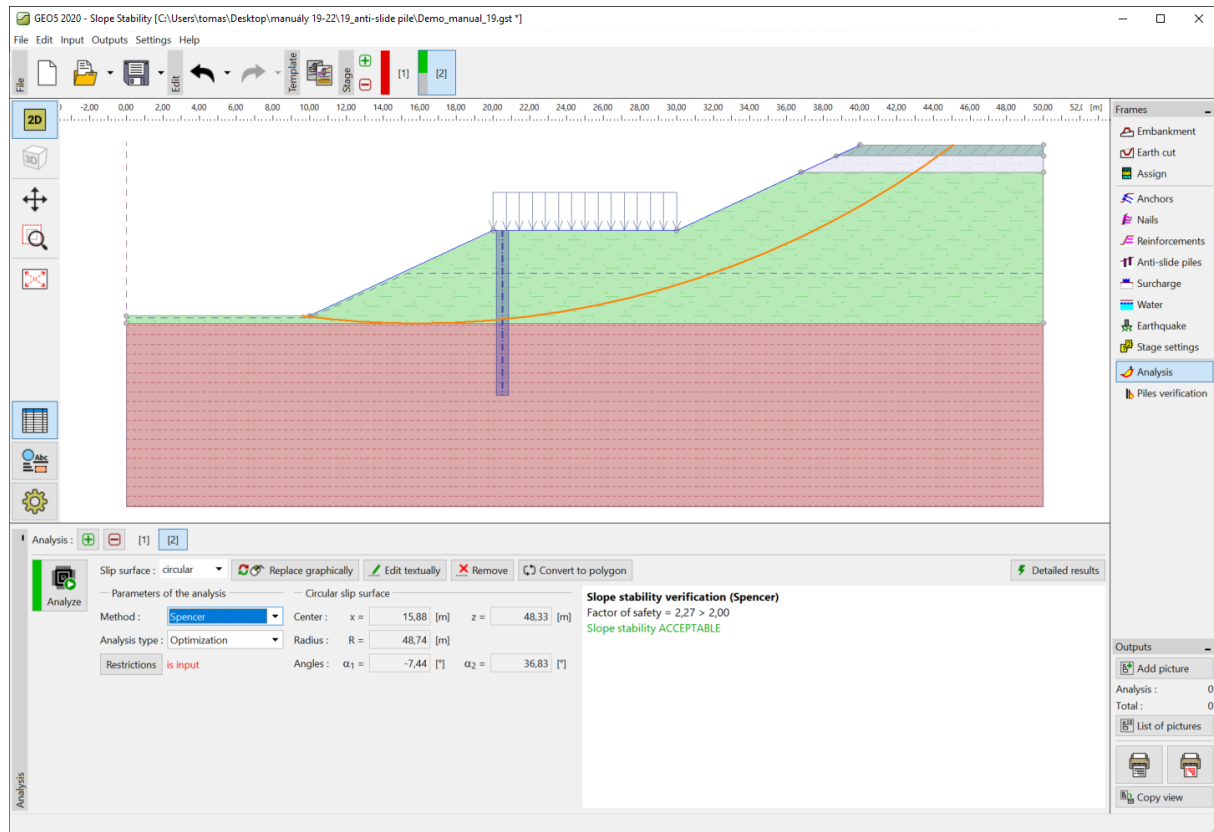 GEO5 2020 - Slope Stability [C:\Users\tomas\Desktop\manuály 19-22\19_anti-slide pile\Demo_manual_19.gst *]
File Edit Input Outputs Settings Help
File
Edit
Template
Stage
[1]
[2]
2D
3D
-2,00 0,00 2,00 4,00 6,00 8,00 10,00 12,00 14,00 16,00 18,00 20,00 22,00 24,00 26,00 28,00 30,00 32,00 34,00 36,00 38,00 40,00 42,00 44,00 46,00 48,00 50,00 52,( [m]
Frames
Embankment
Earth cut
Assign
Anchors
Nails
Reinforcements
Anti-slide piles
Surcharge
Water
Earthquake
Stage settings
Analysis
Piles verification
Abc
Analysis : [1] [2]
Analyze
Slip surface : circular Replace graphically Edit textually Remove Convert to polygon Detailed results
Parameters of the analysis
Method : Spencer
Analysis type : Optimization
Restrictions is input
Circular slip surface
Center : x = 15,88 [m] z = 48,33 [m]
Radius : R = 48,74 [m]
Angles : α1 = -7,44 [°] α2 = 36,83 [°]
Slope stability verification (Spencer)
Factor of safety = 2,27 > 2,00
Slope stability ACCEPTABLE
Analysis
Outputs
Add picture
Analysis : 0
Total : 0
List of pictures
Copy view